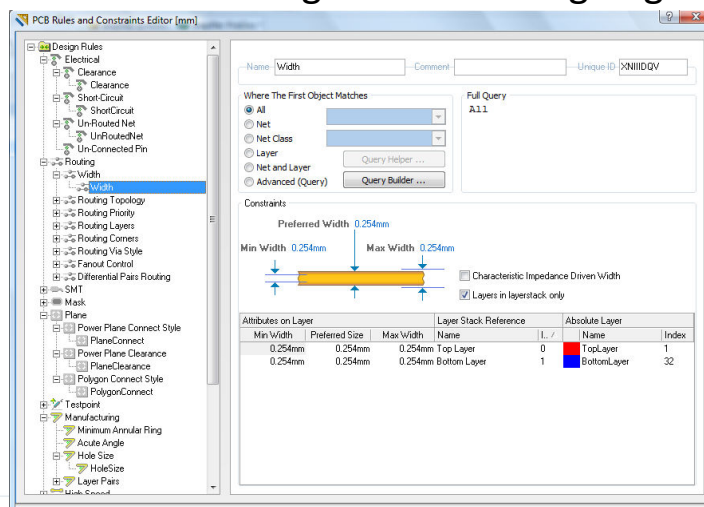 PCB Rules and Constraints Editor [mm]
Design Rules
Electrical
Clearance
Clearance
Short-Circuit
ShortCircuit
Un-Routed Net
UnRoutedNet
Un-Connected Pin
Routing
Width
Width
Routing Topology
Routing Priority
Routing Layers
Routing Corners
Routing Via Style
Fanout Control
Differential Pairs Routing
SMT
Mask
Plane
Power Plane Connect Style
PlaneConnect
Power Plane Clearance
PlaneClearance
Polygon Connect Style
PolygonConnect
Testpoint
Manufacturing
Minimum Annular Ring
Acute Angle
Hole Size
HoleSize
Layer Pairs
High Speed
Name Width Comment Unique ID XNIIIDQV
Where The First Object Matches
All
Net
Net Class
Layer
Net and Layer
Advanced (Query)
Query Helper ...
Query Builder ...
Full Query
All
Constraints
Preferred Width 0.254mm
Min Width 0.254mm Max Width 0.254mm
Characteristic Impedance Driven Width
Layers in layerstack only
Attributes on Layer Layer Stack Reference Absolute Layer
Min Width Preferred Size Max Width Name I.. Name Index
0.254mm 0.254mm 0.254mm Top Layer 0 TopLayer 1
0.254mm 0.254mm 0.254mm Bottom Layer 1 BottomLayer 32